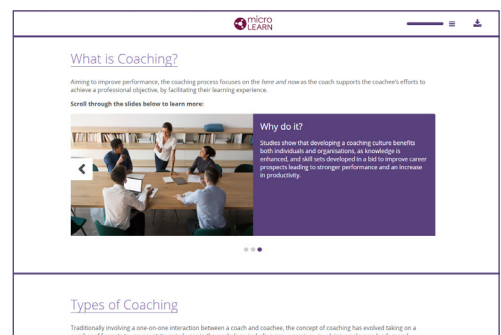 micro
LEARN
What is Coaching?
Aiming to improve performance, the coaching process focuses on the here and now as the coach supports the coachee's efforts to
achieve a professional objective, by facilitating their learning experience.
Scroll through the slides below to learn more:
Why do it?
Studies show that developing a coaching culture benefits
both individuals and organisations, as knowledge is
enhanced, and skill sets developed in a bid to improve career
prospects leading to stronger performance and an increase
in productivity.
Types of Coaching
Traditionally involving a one-on-one interaction between a coach and coachee, the concept of coaching has evolved taking on a